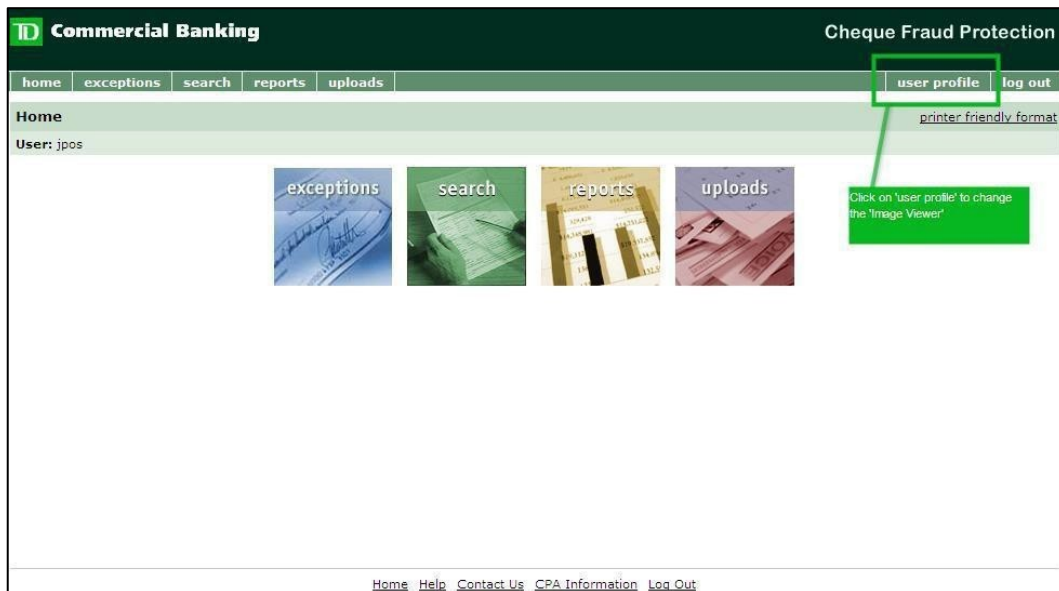 TD Commercial Banking
Cheque Fraud Protection
home exceptions search reports uploads user profile log out
Home printer friendly format
User: jpos
exceptions search reports uploads
Click on 'user profile' to change
the 'Image Viewer'
Home Help Contact Us CPA Information Log Out